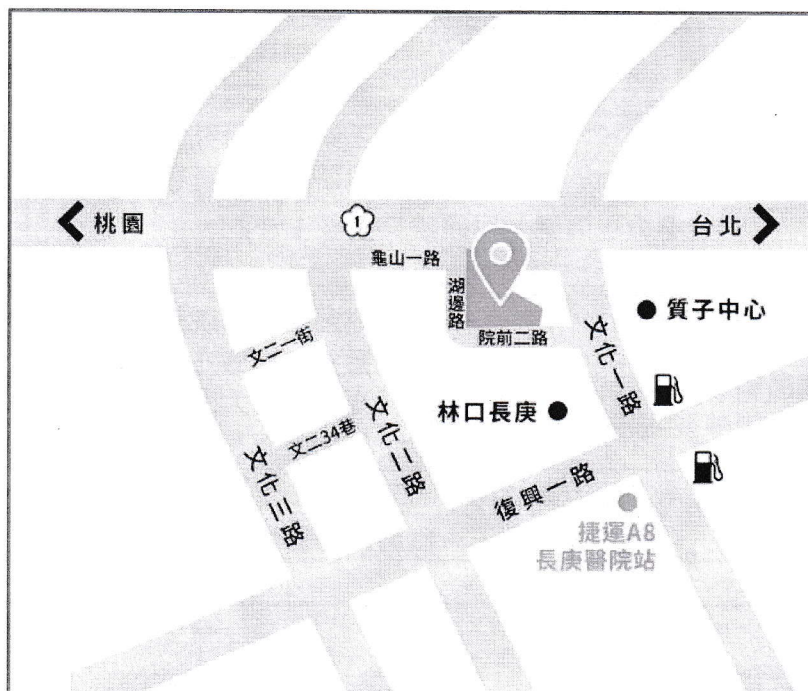 桃園
1
台北
龜山一路
湖邊路
質子中心
院前二路
文二一街
文化一路
林口長庚
文化二路
文二34巷
文化三路
復興一路
捷運A8
長庚醫院站